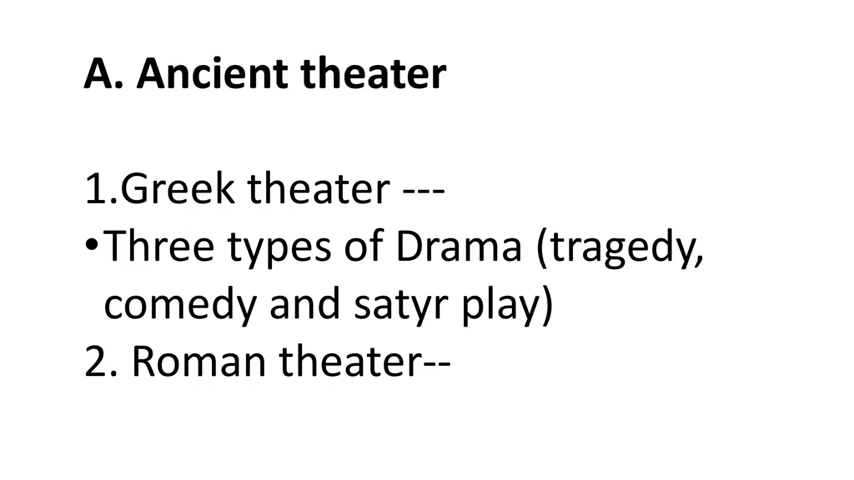 A. Ancient theater
1.Greek theater ---
•Three types of Drama (tragedy,
comedy and satyr play)
2. Roman theater--